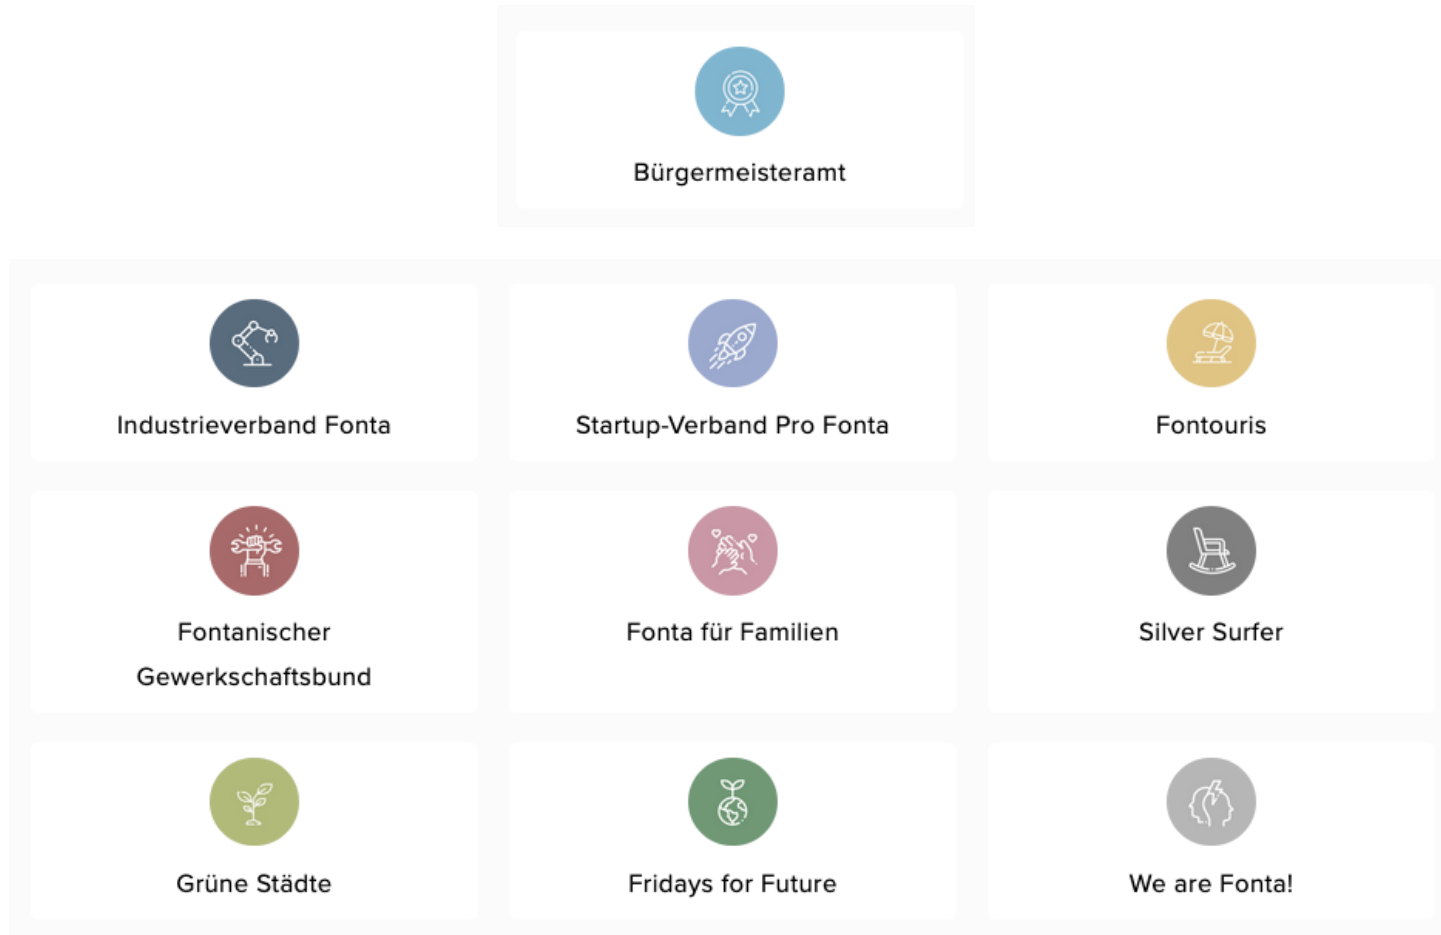 Bürgermeisteramt
Industrieverband Fonta
Startup-Verband Pro Fonta
Fontouris
Fontanischer
Gewerkschaftsbund
Fonta für Familien
Silver Surfer
Grüne Städte
Fridays for Future
We are Fonta!